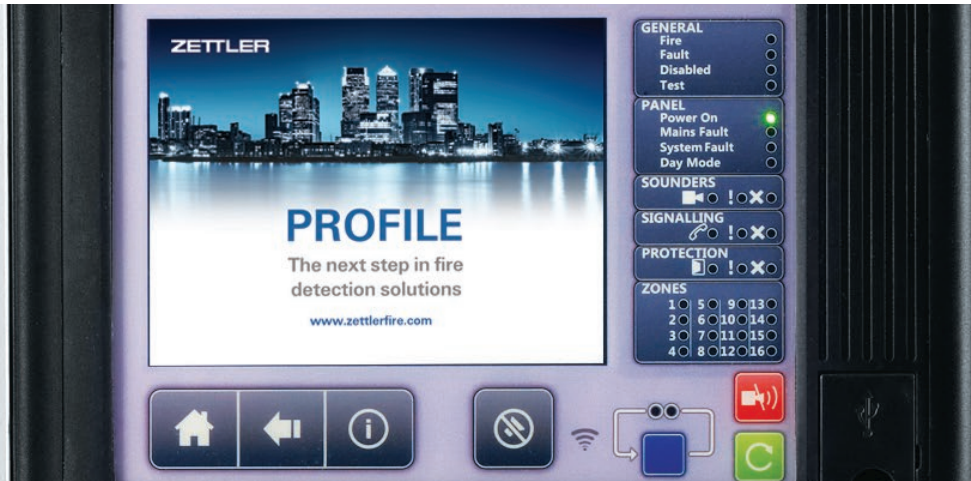 ZETTLER
PROFILE
The next step in fire
detection solutions
www.zettlerfire.com
GENERAL
Fire
Fault
Disabled
Test
PANEL
Power On
Mains Fault
System Fault
Day Mode
SOUNDERS
!
SIGNALLING
!
PROTECTION
!
ZONES
1 5 9 13
2 6 10 14
3 7 11 15
4 8 12 16